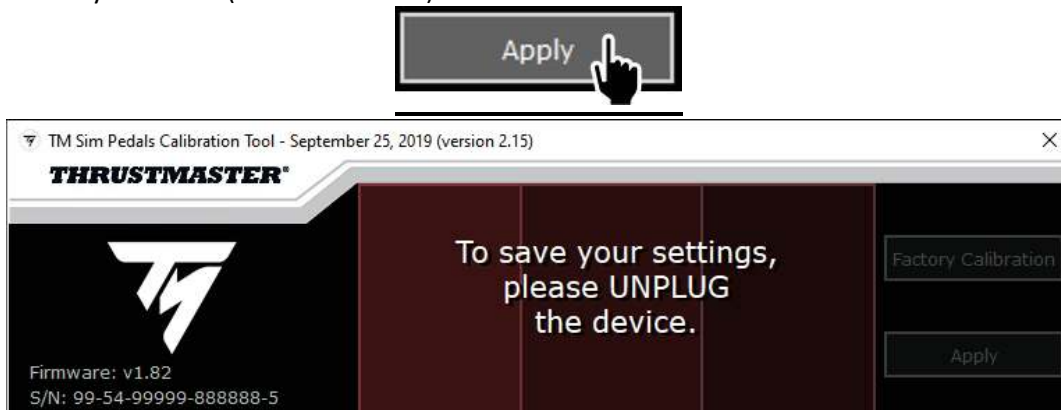 Apply
TM Sim Pedals Calibration Tool - September 25, 2019 (version 2.15)
THRUSTMASTER®
To save your settings,
please UNPLUG
the device.
Factory Calibration
Apply
Firmware: v1.82
S/N: 99-54-99999-888888-5